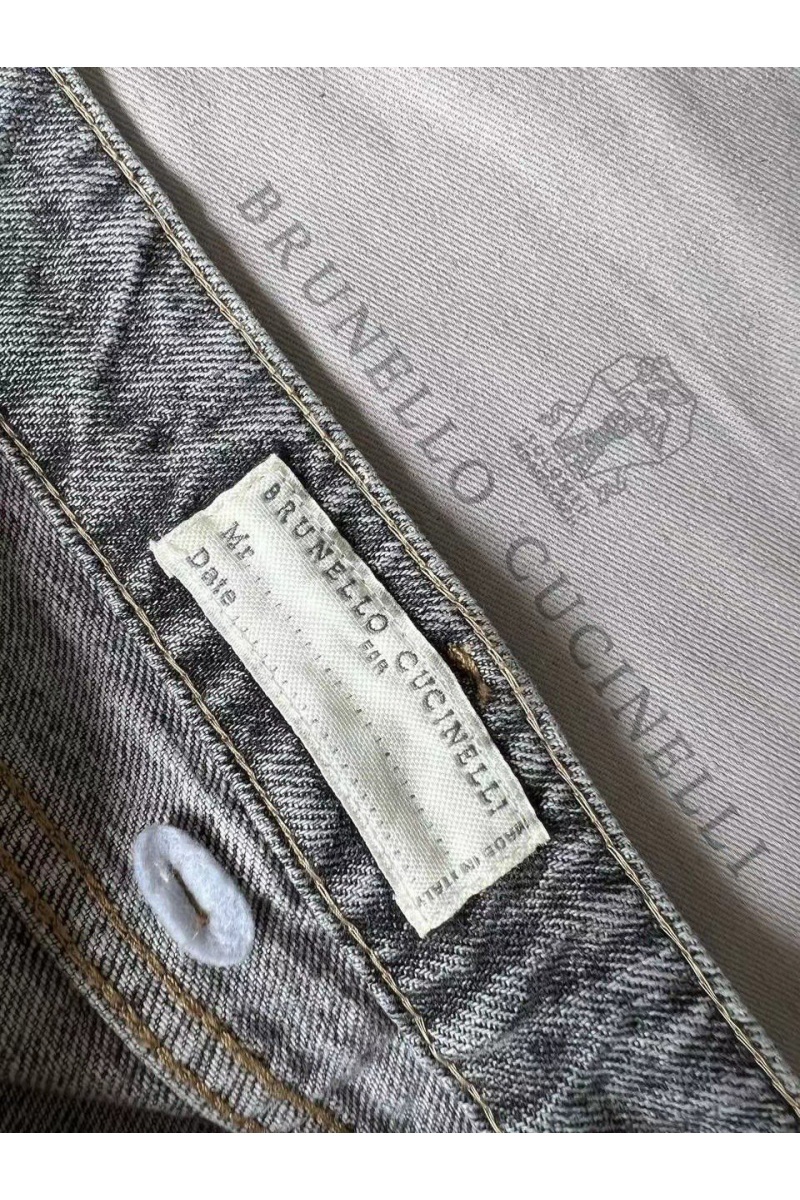 BRUNELLO CUCINELLI
BRUNELLO CUCINELLI
FOR
Mr.
Date
MADE IN ITALY